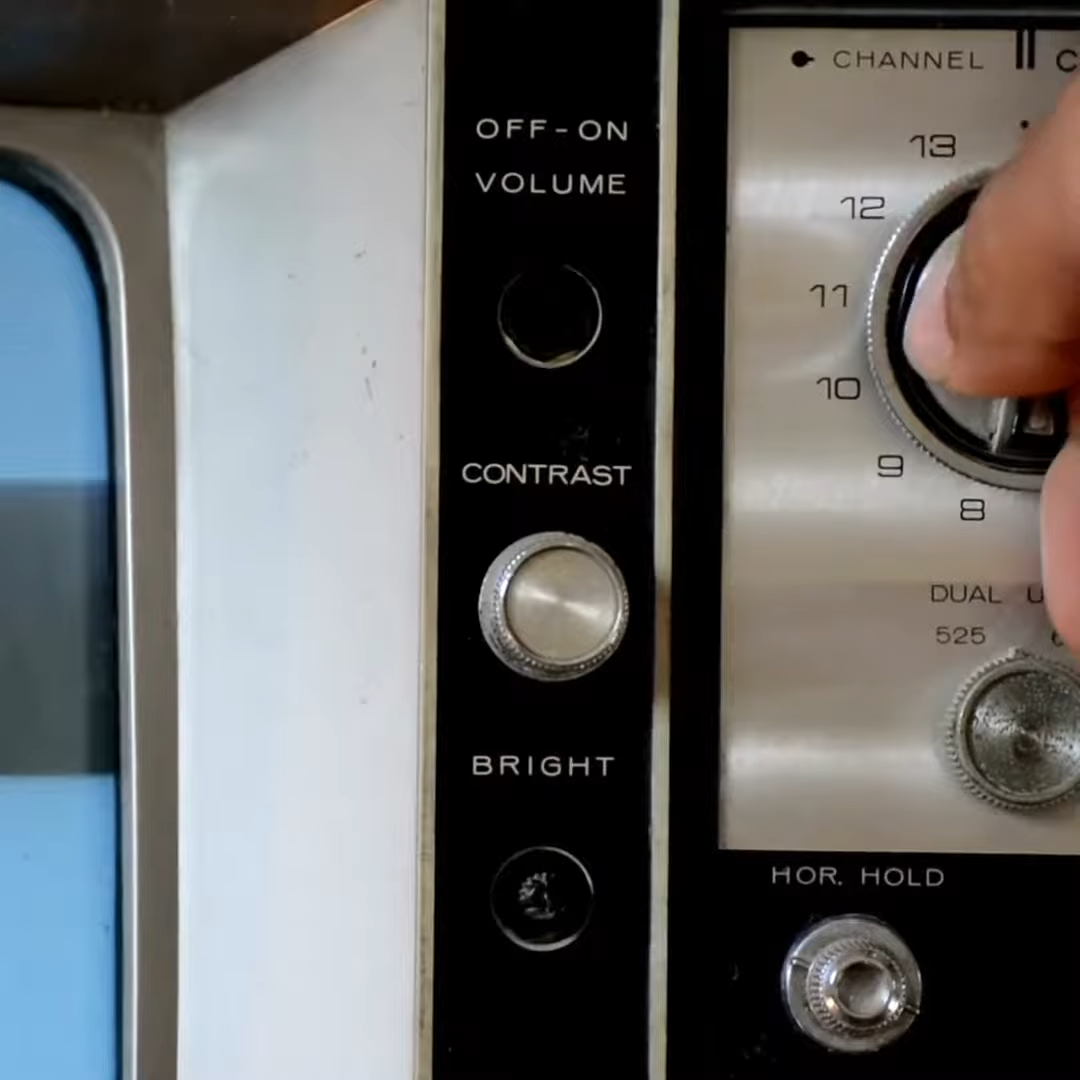 CHANNEL
OFF-ON
VOLUME
13
12
11
10
9
8
CONTRAST
DUAL
525
BRIGHT
HOR. HOLD